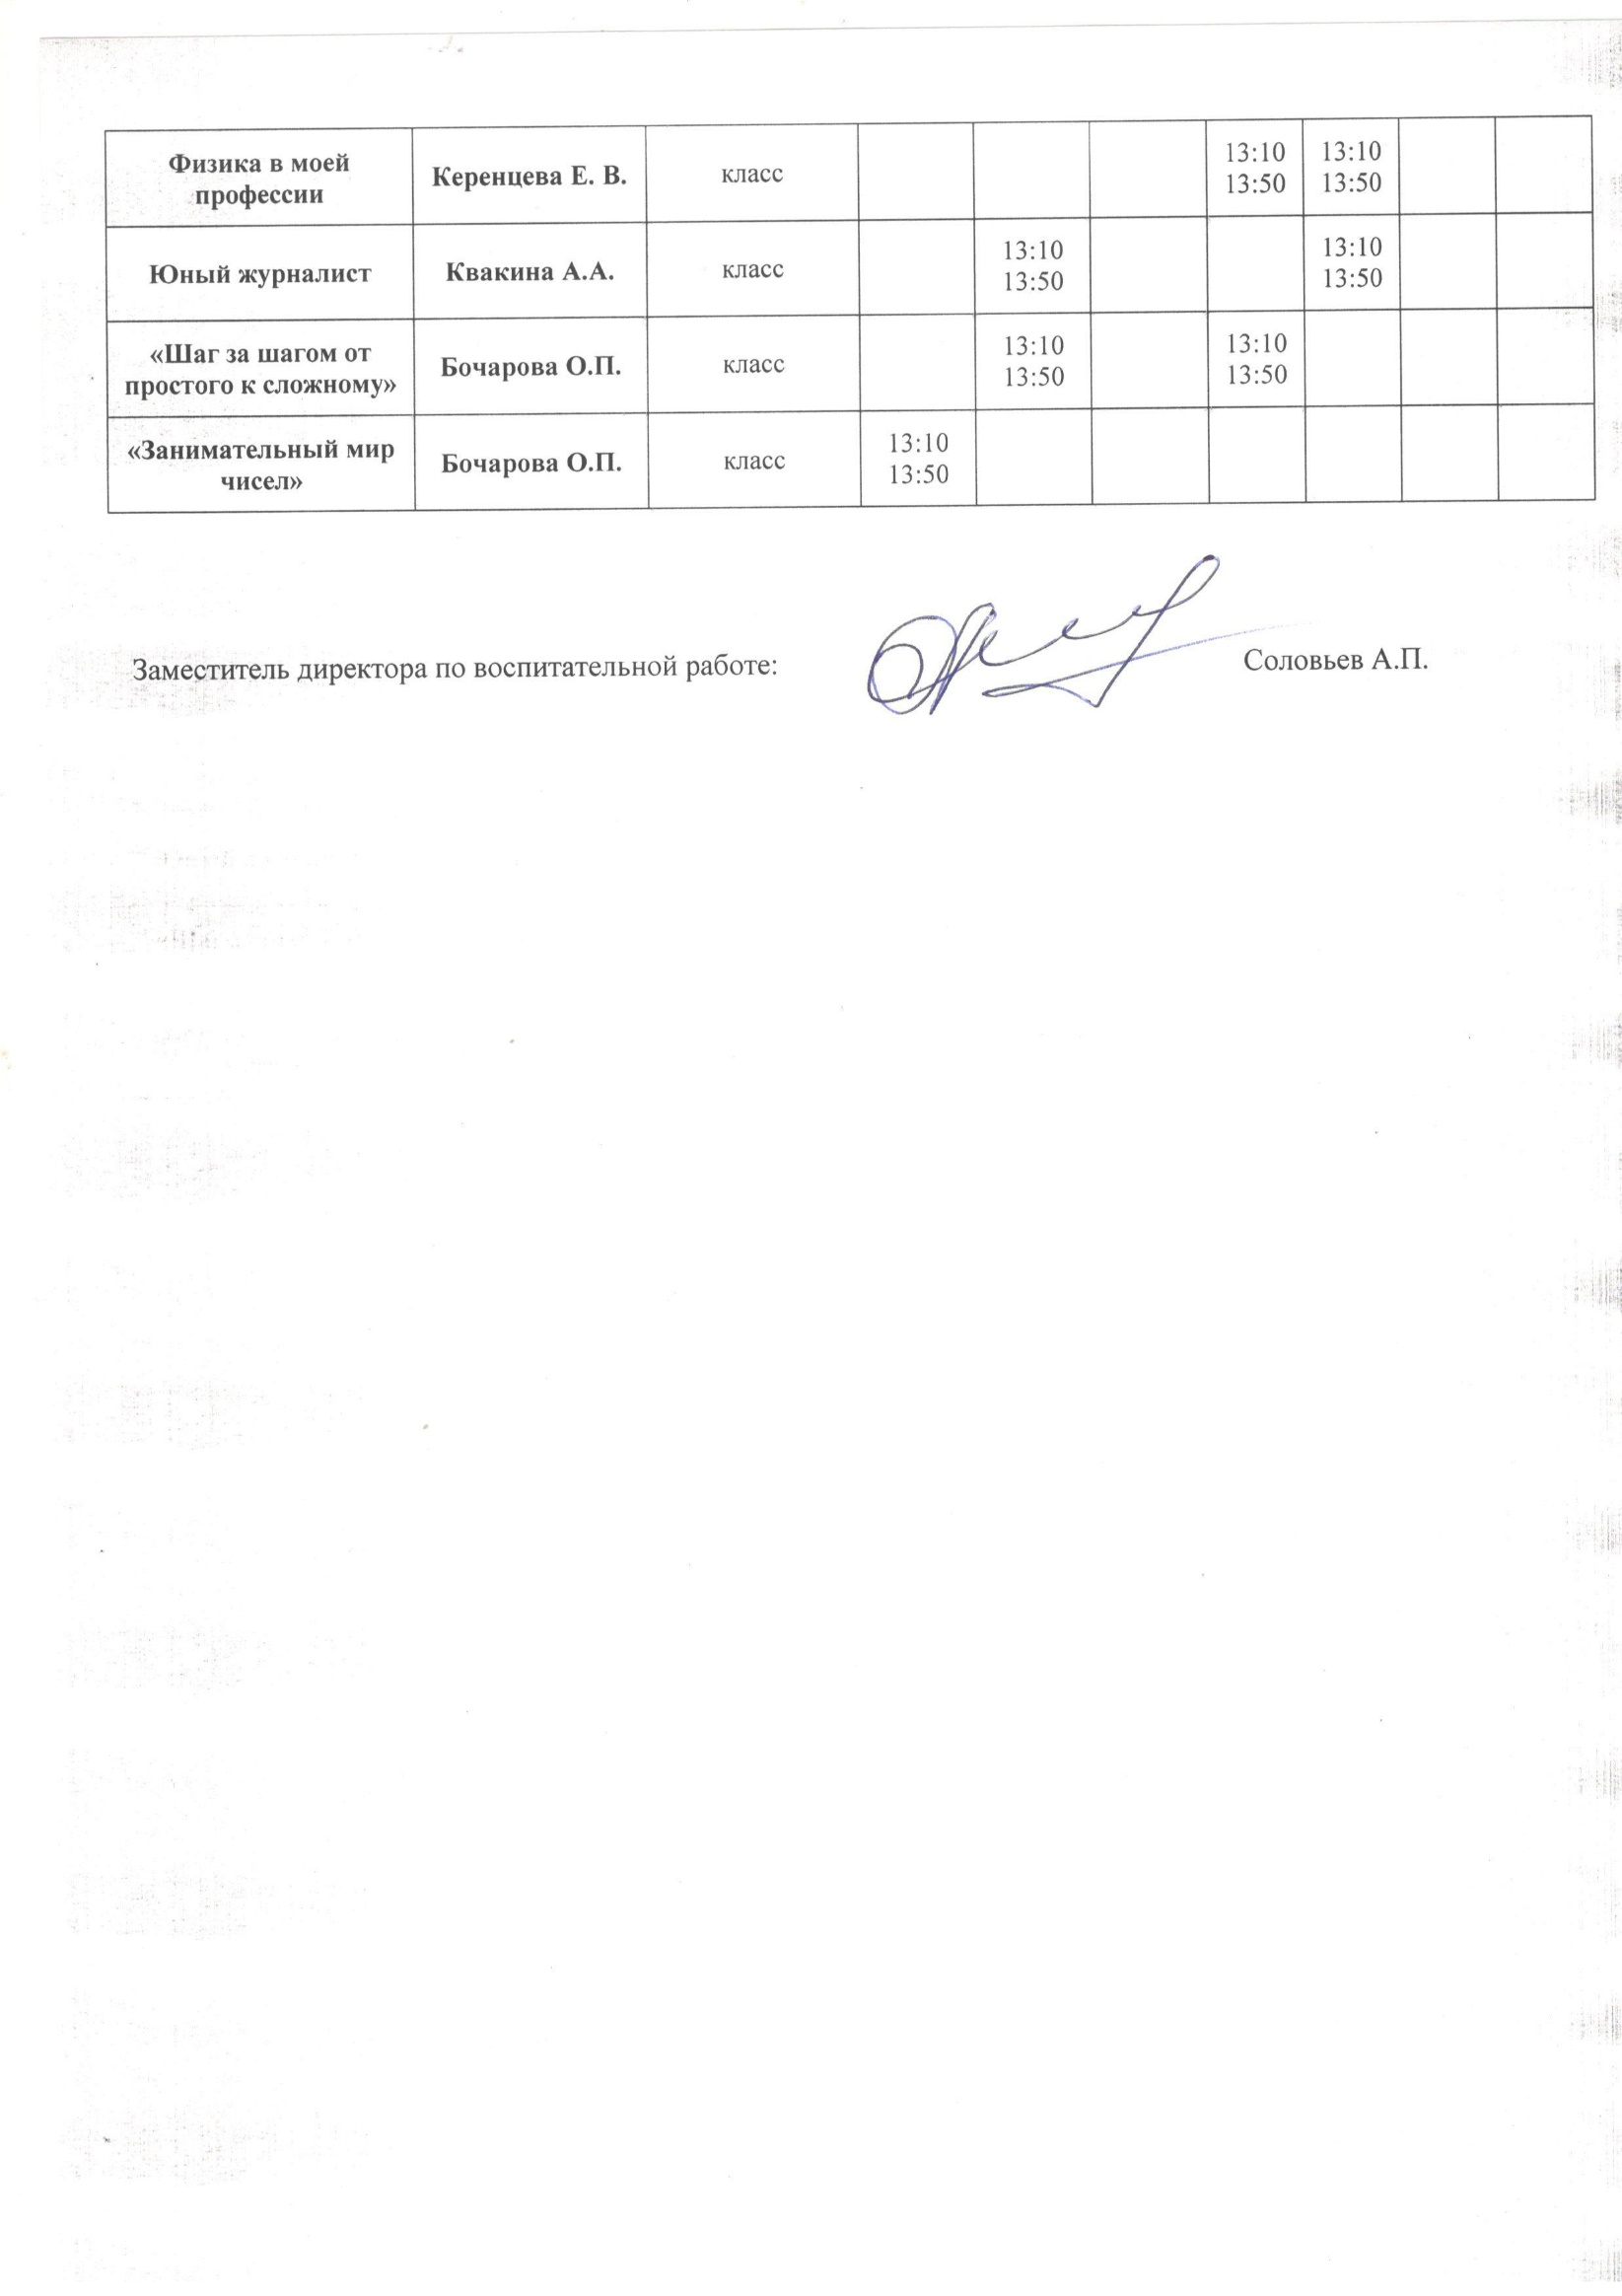 Физика в моей
профессии
Керенцева Е. В.
класс
13:10
13:50
13:10
13:50
Юный журналист
Квакина А.А.
класс
13:10
13:50
13:10
13:50
«Шаг за шагом от
простого к сложному»
Бочарова О.П.
класс
13:10
13:50
13:10
13:50
«Занимательный мир
чисел»
Бочарова О.П.
класс
13:10
13:50
Заместитель директора по воспитательной работе:
Соловьев А.П.